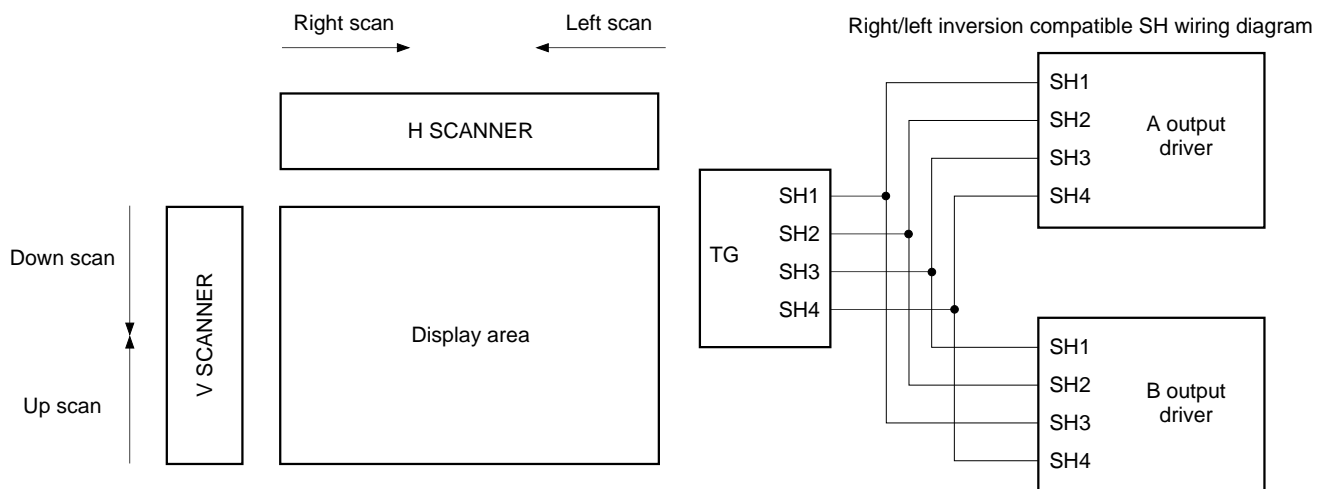 Right scan
Left scan
H SCANNER
Down scan
Up scan
V SCANNER
Display area
Right/left inversion compatible SH wiring diagram
TG
SH1
SH2
SH3
SH4
SH1
SH2
SH3
SH4
A output
driver
SH1
SH2
SH3
SH4
B output
driver